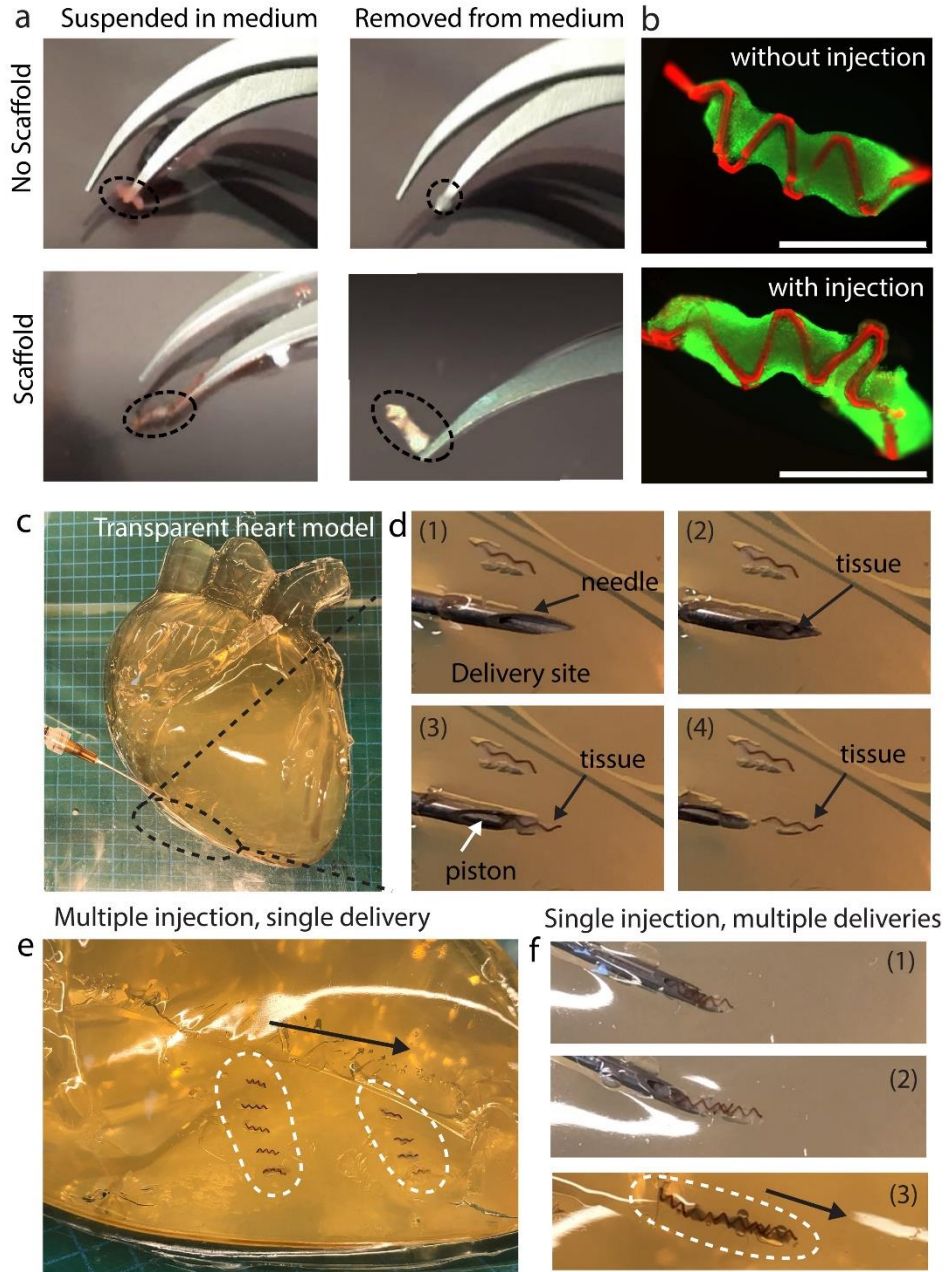 a
Suspended in medium
Removed from medium
b
No Scaffold
without injection
Scaffold
with injection
c
Transparent heart model
d
(1)
needle
Delivery site
(2)
tissue
(3)
tissue
piston
(4)
tissue
Multiple injection, single delivery
e
Single injection, multiple deliveries
f
(1)
(2)
(3)